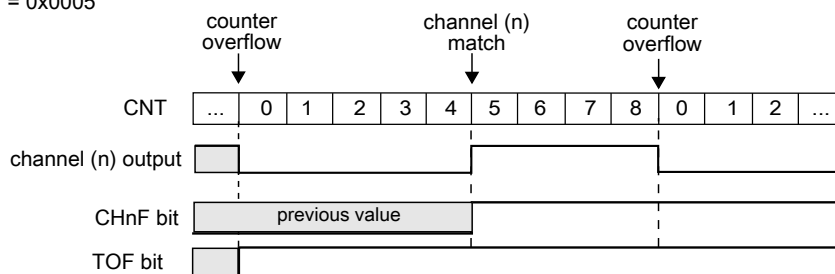 = 0x0005
counter overflow
channel (n) match
counter overflow
CNT ... 0 1 2 3 4 5 6 7 8 0 1 2 ...
channel (n) output
CHnF bit previous value
TOF bit